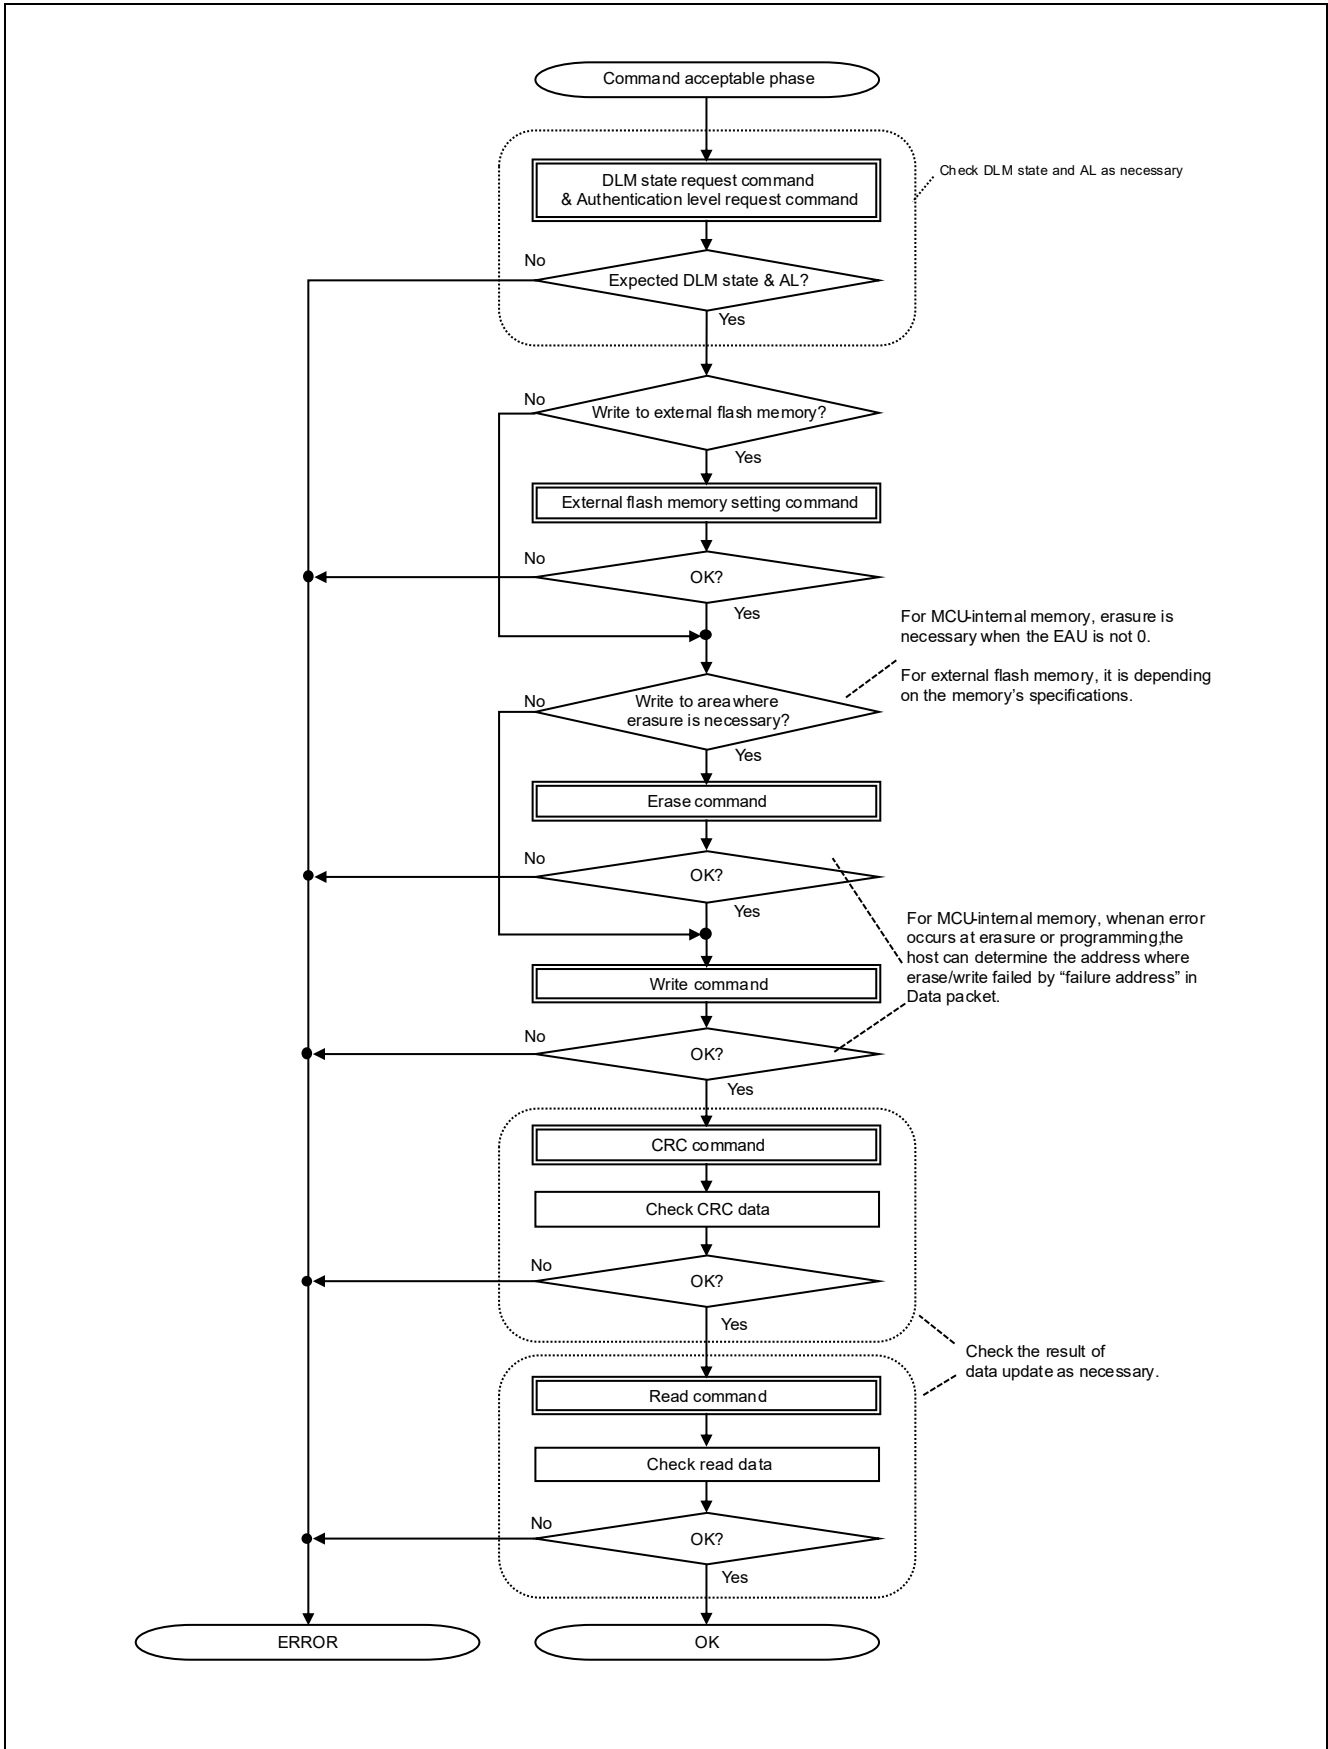 Command acceptable phase
DLM state request command
& Authentication level request command
Check DLM state and AL as necessary
No
Expected DLM state & AL?
Yes
No
Write to external flash memory?
Yes
External flash memory setting command
No
OK?
Yes
For MCU-internal memory, erasure is
necessary when the EAU is not 0.
For external flash memory, it is depending
on the memory's specifications.
No
Write to area where
erasure is necessary?
Yes
Erase command
No
OK?
Yes
For MCU-internal memory, when an error
occurs at erasure or programming, the
host can determine the address where
erase/write failed by “failure address” in
Data packet.
Write command
No
OK?
Yes
CRC command
Check CRC data
No
OK?
Yes
Check the result of
data update as necessary.
Read command
Check read data
No
OK?
Yes
ERROR
OK